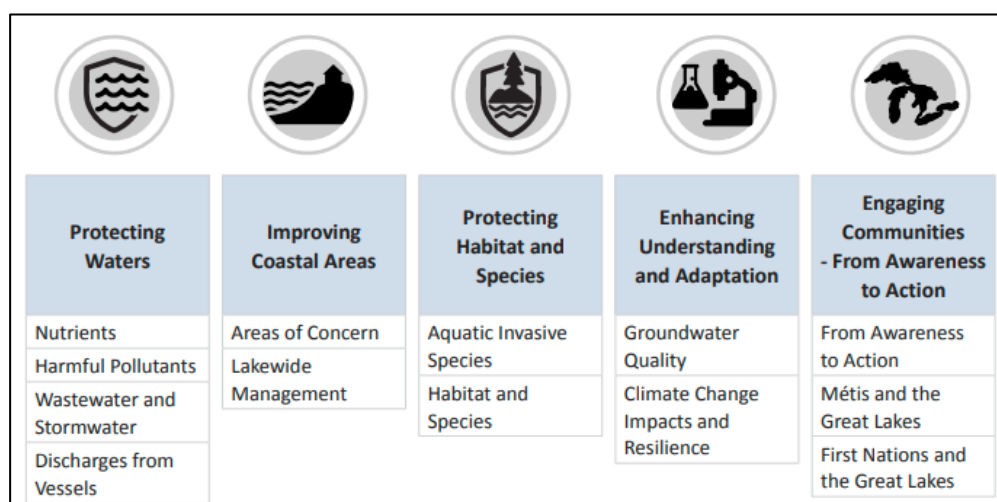 Protecting
Waters
Nutrients
Harmful Pollutants
Wastewater and
Stormwater
Discharges from
Vessels
Improving
Coastal Areas
Areas of Concern
Lakewide
Management
Protecting
Habitat and
Species
Aquatic Invasive
Species
Habitat and
Species
Enhancing
Understanding
and Adaptation
Groundwater
Quality
Climate Change
Impacts and
Resilience
Engaging
Communities
- From Awareness
to Action
From Awareness
to Action
Métis and the
Great Lakes
First Nations and
the Great Lakes